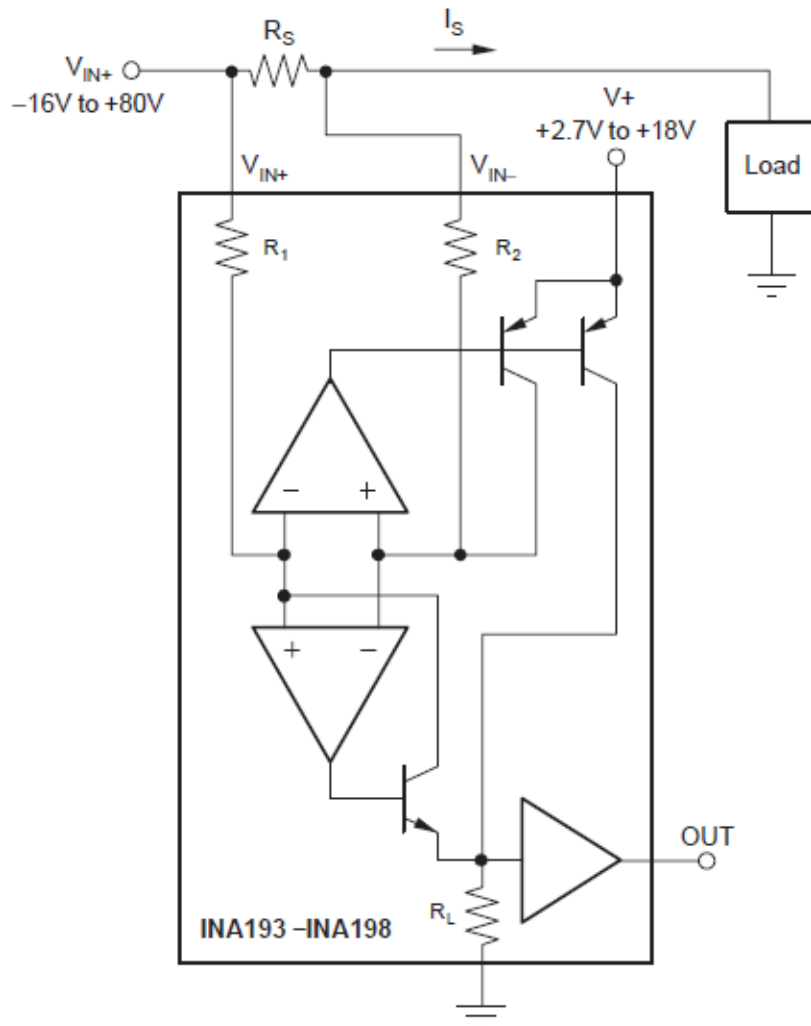 R_S
I_S
V_IN+
–16V to +80V
V+
+2.7V to +18V
V_IN+
V_IN–
Load
R_1
R_2
– +
+ –
OUT
R_L
INA193 –INA198